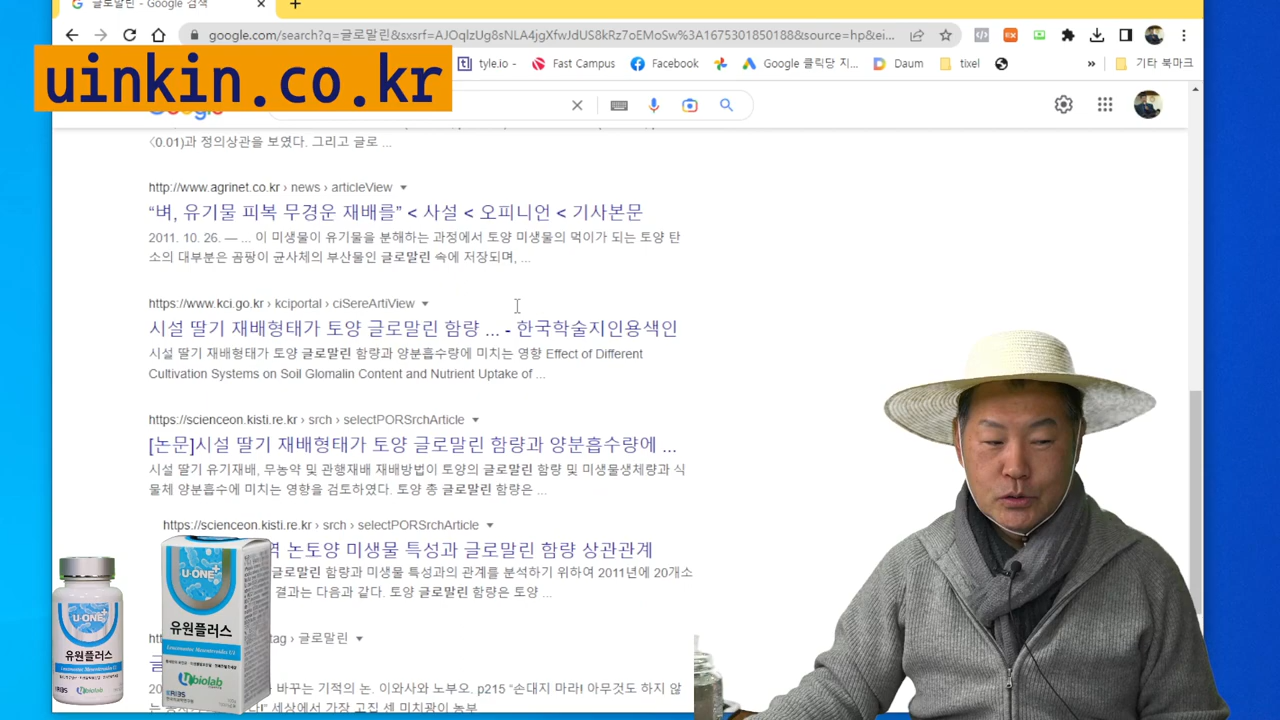 글로말린 - Google 검색
google.com/search?q=글로말린&sxsrf=AJOqlzUg8sNLA4jgXfwJdUS8kRz7oEMoSw%3A1675301850188&source=hp&ei...
uinkin.co.kr
tyle.io -
Fast Campus
Facebook
Google 클릭당 지...
Daum
tixel
»
기타 북마크
<0.01)과 정의상관을 보였다. 그리고 글로 ...
http://www.agrinet.co.kr › news › articleView
“벼, 유기물 피복 무경운 재배를” < 사설 < 오피니언 < 기사본문
2011. 10. 26. — ... 이 미생물이 유기물을 분해하는 과정에서 토양 미생물의 먹이가 되는 토양 탄
소의 대부분은 곰팡이 균사체의 부산물인 글로말린 속에 저장되며, ...
https://www.kci.go.kr › kciportal › ciSereArtiView
시설 딸기 재배형태가 토양 글로말린 함량 ... - 한국학술지인용색인
시설 딸기 재배형태가 토양 글로말린 함량과 양분흡수량에 미치는 영향 Effect of Different
Cultivation Systems on Soil Glomalin Content and Nutrient Uptake of ...
https://scienceon.kisti.re.kr › srch › selectPORSrchArticle
[논문]시설 딸기 재배형태가 토양 글로말린 함량과 양분흡수량에 ...
시설 딸기 유기재배, 무농약 및 관행재배 재배방법이 토양의 글로말린 함량 및 미생물생체량과 식
물체 양분흡수에 미치는 영향을 검토하였다. 토양 총 글로말린 함량은 ...
https://scienceon.kisti.re.kr › srch › selectPORSrchArticle
논토양 미생물 특성과 글로말린 함량 상관관계
글로말린 함량과 미생물 특성과의 관계를 분석하기 위하여 2011년에 20개소
결과는 다음과 같다. 토양 글로말린 함량은 토양 ...
tag › 글로말린
바꾸는 기적의 논. 이와사와 노부오. p215 “손대지 마라! 아무것도 하지 않
세상에서 가장 고집 센 미치광이 농부
U·ONE+
유원플러스
Ubiolab
U·ONE+
유원플러스
Leuconostoc Mesenteroides U1
Ubiolab